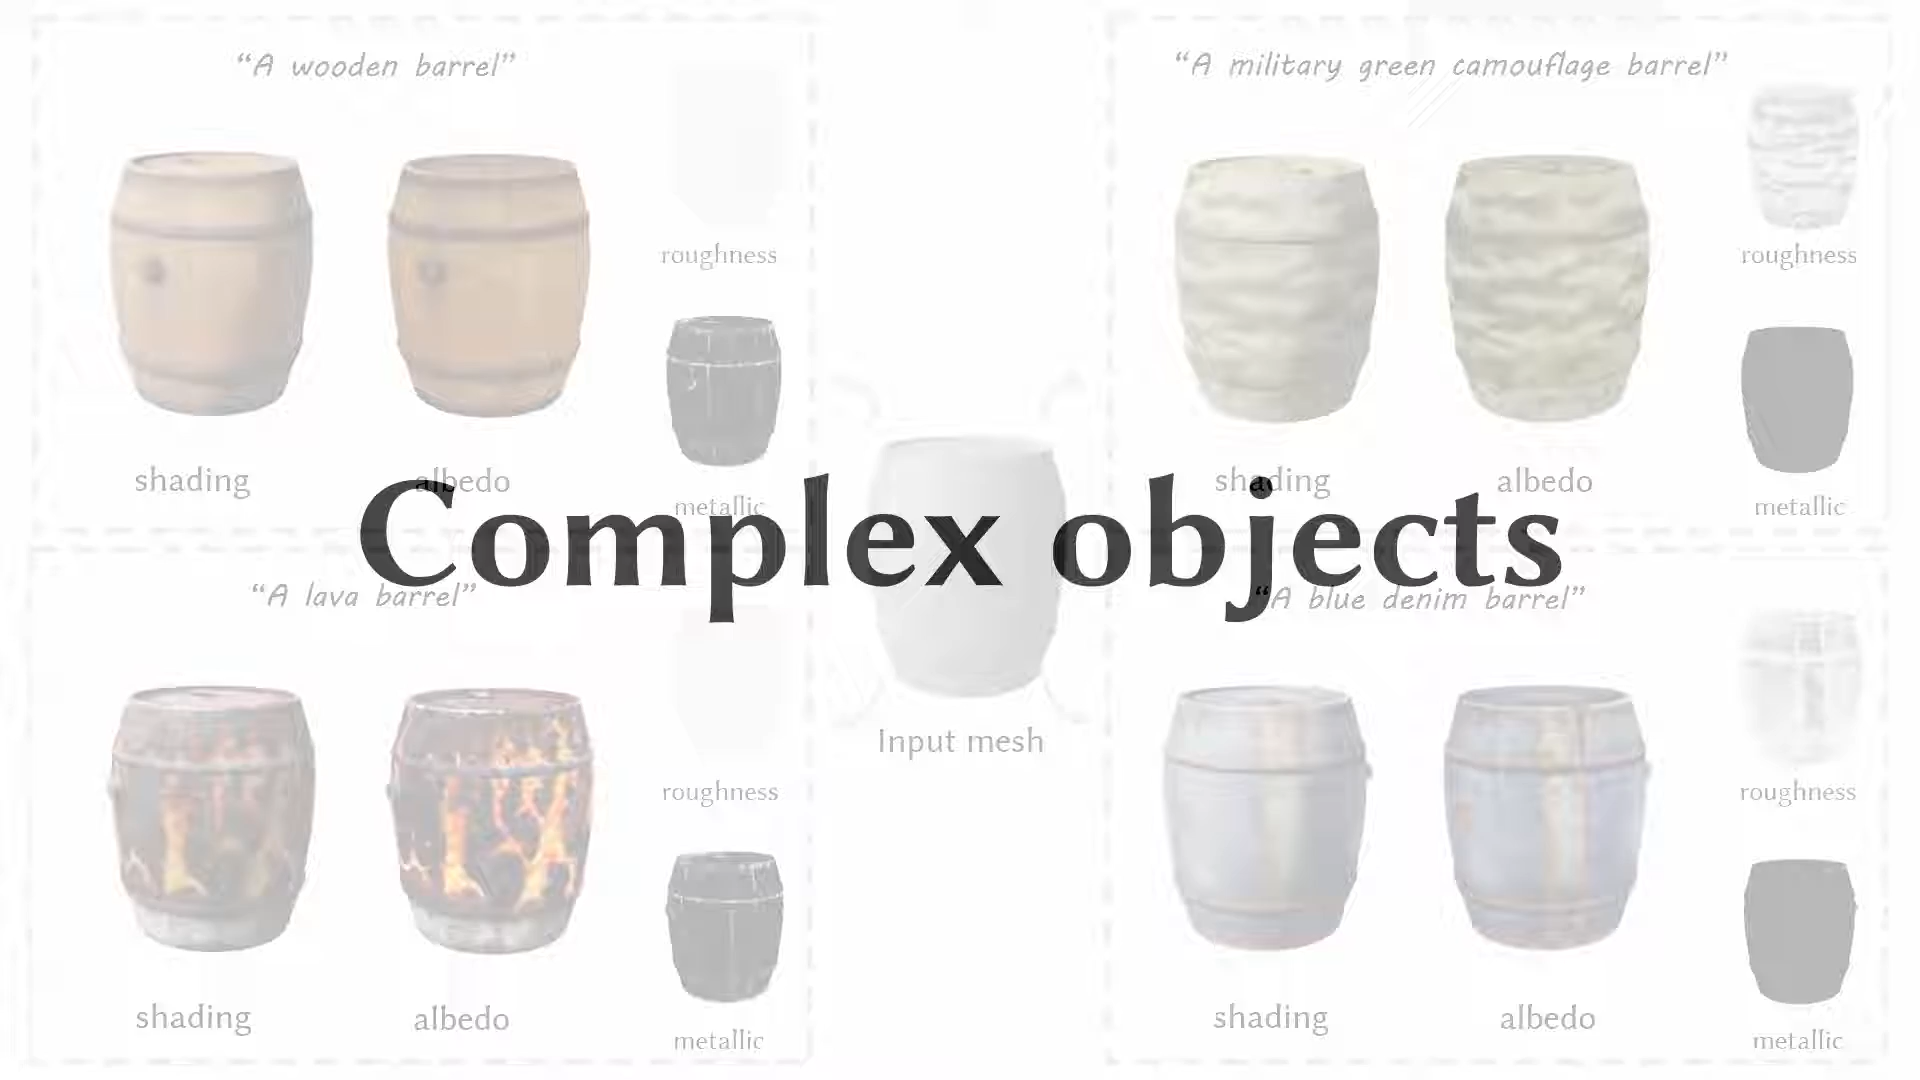 “A wooden barrel”
roughness
shading
albedo
metallic
“A military green camouflage barrel”
roughness
shading
albedo
metallic
Complex objects
Input mesh
“A lava barrel”
roughness
shading
albedo
metallic
“A blue denim barrel”
roughness
shading
albedo
metallic